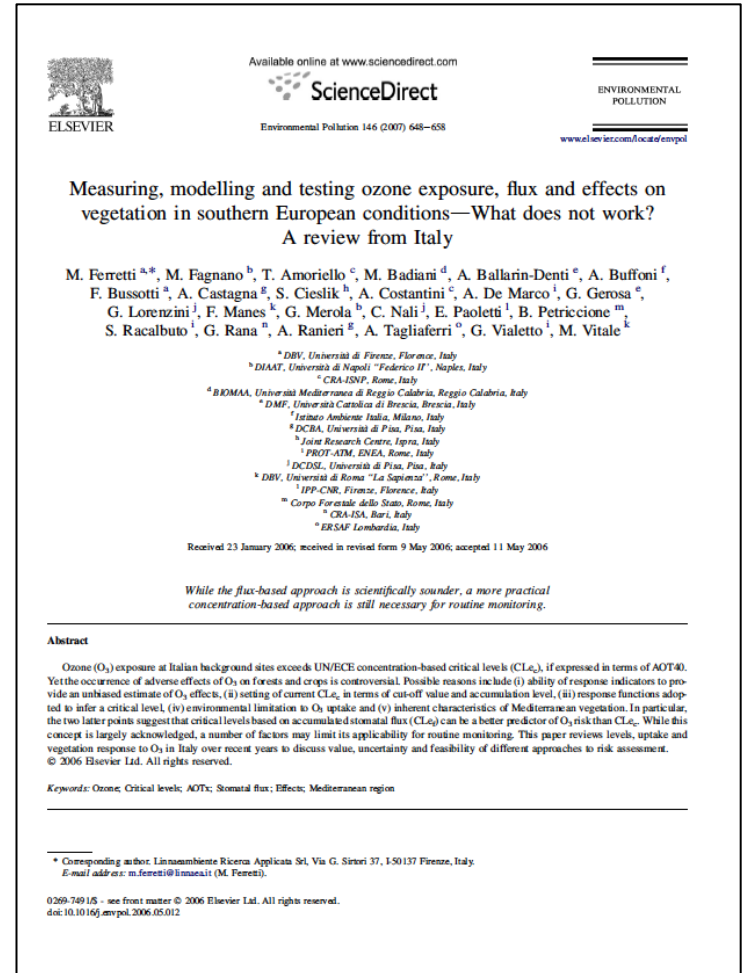 ELSEVIER
Available online at www.sciencedirect.com
ScienceDirect
Environmental Pollution 146 (2007) 648–658
ENVIRONMENTAL
POLLUTION
www.elsevier.com/locate/envpol
Measuring, modelling and testing ozone exposure, flux and effects on
vegetation in southern European conditions—What does not work?
A review from Italy
M. Ferretti a,*, M. Fagnano b, T. Amoriello c, M. Badiani d, A. Ballarin-Denti e, A. Buffoni f,
F. Bussotti a, A. Castagna g, S. Cieslik h, A. Costantini c, A. De Marco i, G. Gerosa e,
G. Lorenzini j, F. Manes k, G. Merola b, C. Nali j, E. Paoletti l, B. Petriccione m,
S. Racalbuto i, G. Rana n, A. Ranieri g, A. Tagliaferri o, G. Vialetto i, M. Vitale k
a DBV, Università di Firenze, Florence, Italy
b DIAAT, Università di Napoli "Federico II", Naples, Italy
c CRA-ISNP, Rome, Italy
d BIOMAA, Università Mediterranea di Reggio Calabria, Reggio Calabria, Italy
e DMF, Università Cattolica di Brescia, Brescia, Italy
f Istituto Ambiente Italia, Milano, Italy
g DCBA, Università di Pisa, Pisa, Italy
h Joint Research Centre, Ispra, Italy
i PROT-ATM, ENEA, Rome, Italy
j DCDSL, Università di Pisa, Pisa, Italy
k DBV, Università di Roma "La Sapienza", Rome, Italy
l IPP-CNR, Firenze, Florence, Italy
m Corpo Forestale dello Stato, Rome, Italy
n CRA-ISA, Bari, Italy
o ERSAF Lombardia, Italy
Received 23 January 2006; received in revised form 9 May 2006; accepted 11 May 2006
While the flux-based approach is scientifically sounder, a more practical
concentration-based approach is still necessary for routine monitoring.
Abstract
Ozone (O3) exposure at Italian background sites exceeds UN/ECE concentration-based critical levels (CLec), if expressed in terms of AOT40.
Yet the occurrence of adverse effects of O3 on forests and crops is controversial. Possible reasons include (i) ability of response indicators to pro-
vide an unbiased estimate of O3 effects, (ii) setting of current CLec in terms of cut-off value and accumulation level, (iii) response functions adop-
ted to infer a critical level, (iv) environmental limitation to O3 uptake and (v) inherent characteristics of Mediterranean vegetation. In particular,
the two latter points suggest that critical levels based on accumulated stomatal flux (CLef) can be a better predictor of O3 risk than CLec. While this
concept is largely acknowledged, a number of factors may limit its applicability for routine monitoring. This paper reviews levels, uptake and
vegetation response to O3 in Italy over recent years to discuss value, uncertainty and feasibility of different approaches to risk assessment.
© 2006 Elsevier Ltd. All rights reserved.
Keywords: Ozone; Critical levels; AOTx; Stomatal flux; Effects; Mediterranean region
* Corresponding author. Linnaeambiente Ricerca Applicata Srl, Via G. Sirtori 37, I-50137 Firenze, Italy.
E-mail address: m.ferretti@linnaea.it (M. Ferretti).
0269-7491/$ - see front matter © 2006 Elsevier Ltd. All rights reserved.
doi:10.1016/j.envpol.2006.05.012